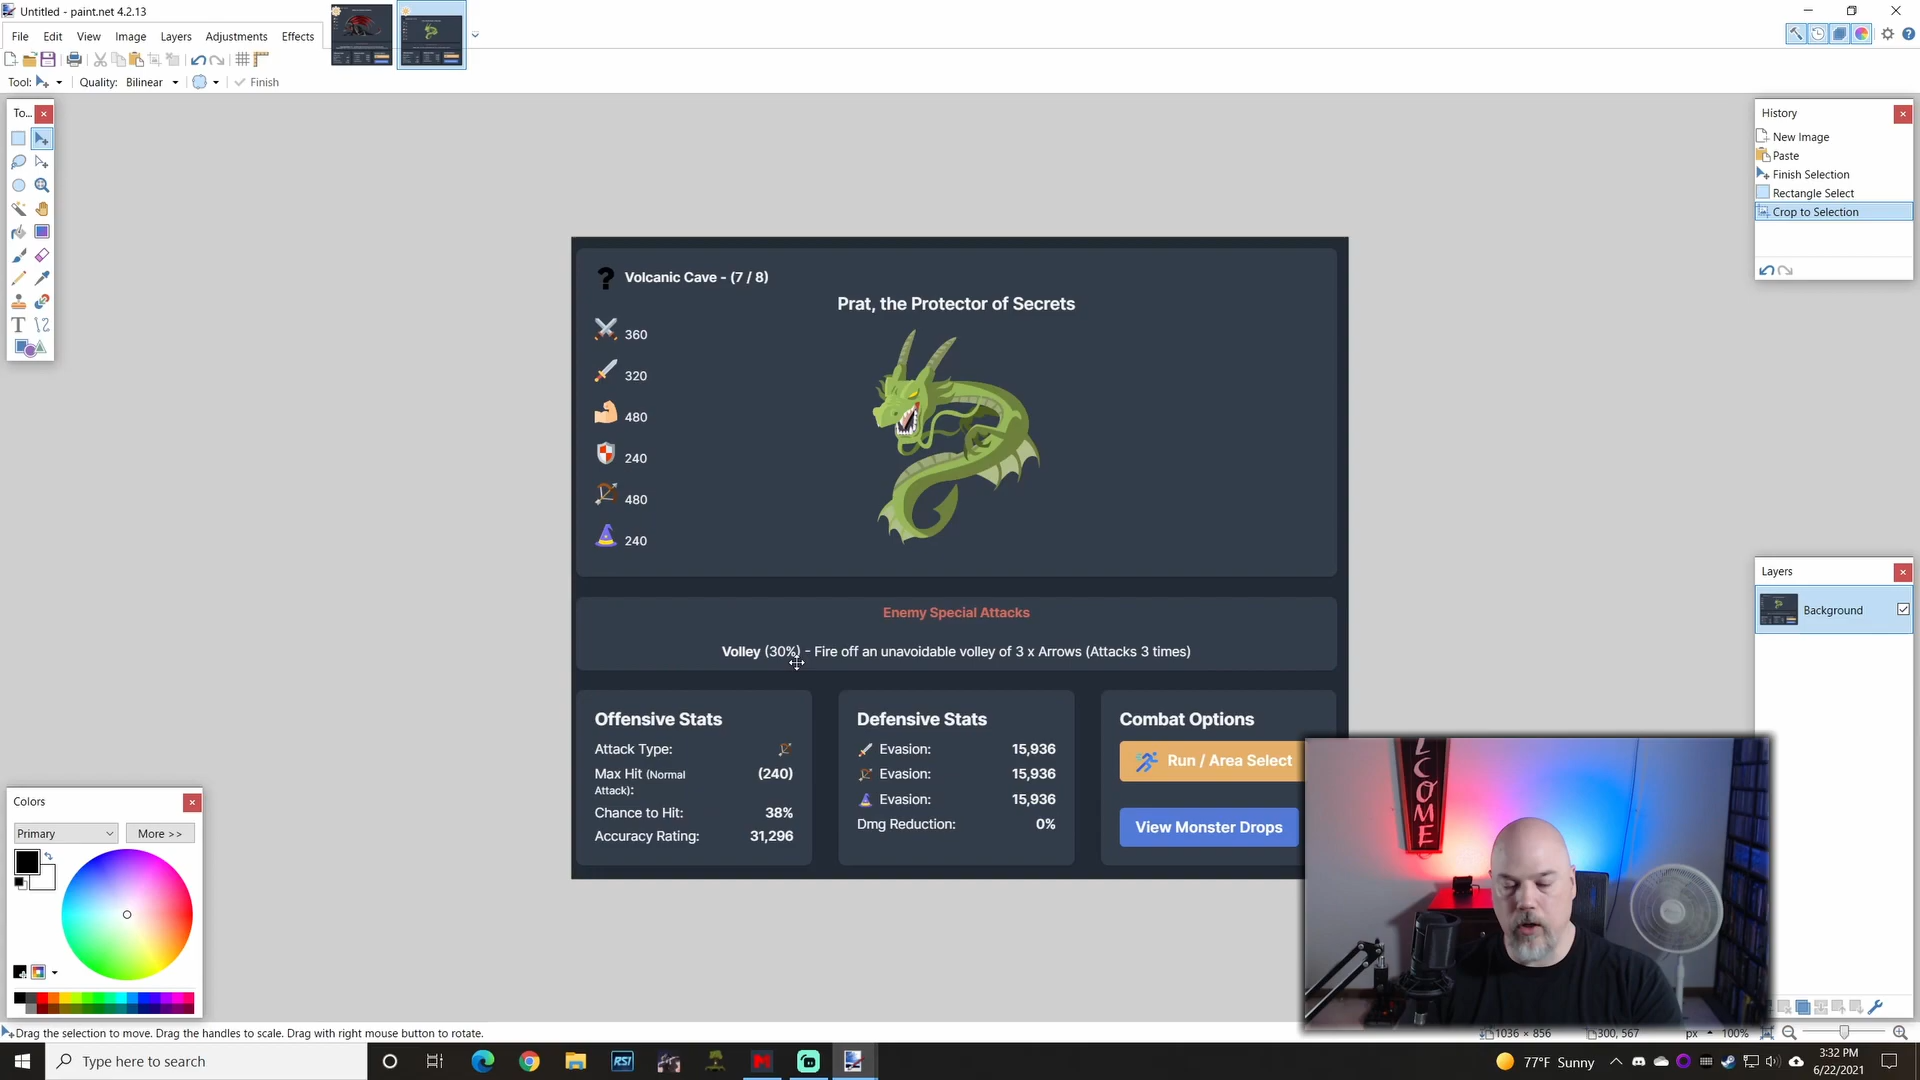 Untitled - paint.net 4.2.13
File Edit View Image Layers Adjustments Effects
Tool: Quality: Bilinear Finish
To...
History
New Image
Paste
Finish Selection
Rectangle Select
Crop to Selection
Volcanic Cave - (7 / 8)
Prat, the Protector of Secrets
360
320
480
240
480
240
Enemy Special Attacks
Volley (30%) - Fire off an unavoidable volley of 3 x Arrows (Attacks 3 times)
Offensive Stats
Attack Type:
Max Hit (Normal Attack): (240)
Chance to Hit: 38%
Accuracy Rating: 31,296
Defensive Stats
Evasion: 15,936
Evasion: 15,936
Evasion: 15,936
Dmg Reduction: 0%
Combat Options
Run / Area Select
View Monster Drops
Layers
Background
Colors
Primary More >>
LCOME
Drag the selection to move. Drag the handles to scale. Drag with right mouse button to rotate.
1036 × 856 300, 567 px 100%
Type here to search
RSI
77°F Sunny
3:32 PM
6/22/2021